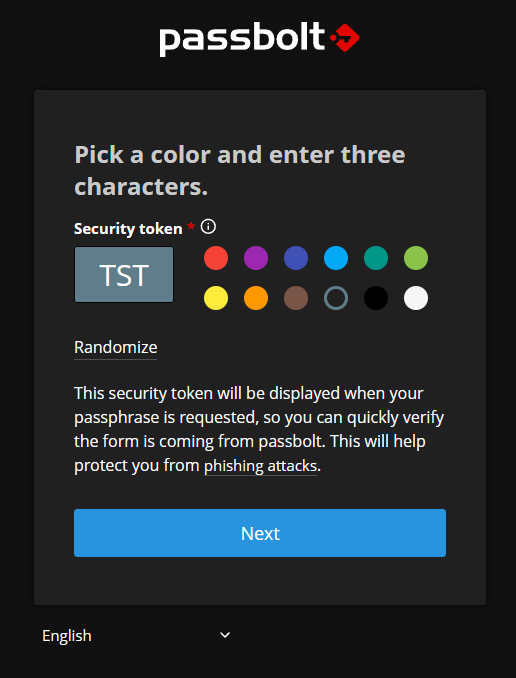 passbolt
Pick a color and enter three
characters.
Security token *
TST
Randomize
This security token will be displayed when your
passphrase is requested, so you can quickly verify
the form is coming from passbolt. This will help
protect you from phishing attacks.
Next
English